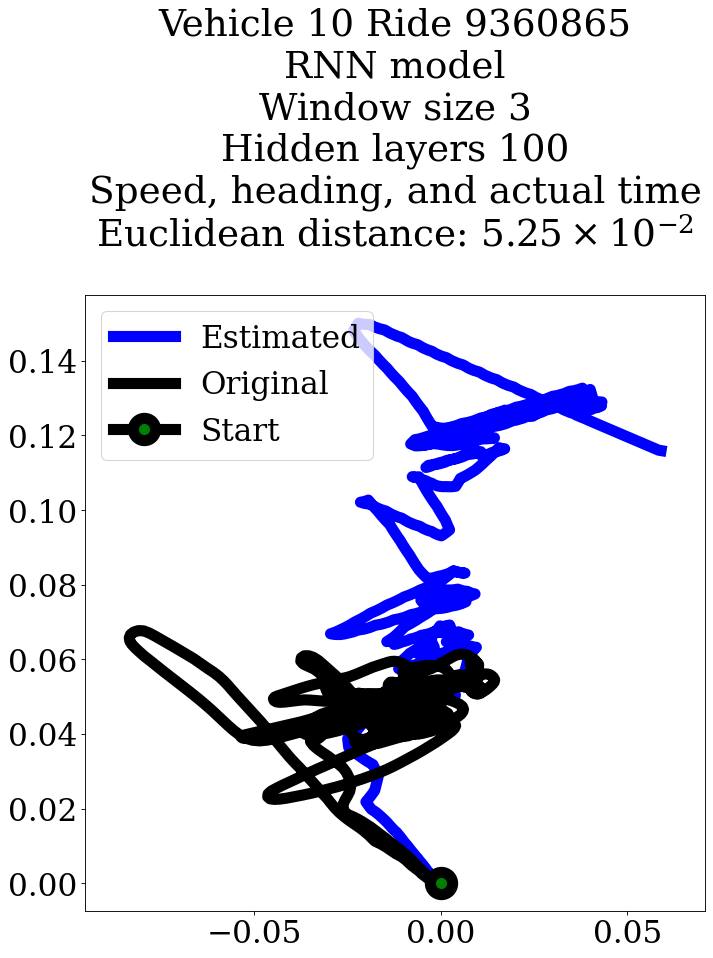 Vehicle 10 Ride 9360865
RNN model
Window size 3
Hidden layers 100
Speed, heading, and actual time
Euclidean distance: 5.25 × 10⁻²
Estimated
Original
Start
0.14
0.12
0.10
0.08
0.06
0.04
0.02
0.00
−0.05 0.00 0.05